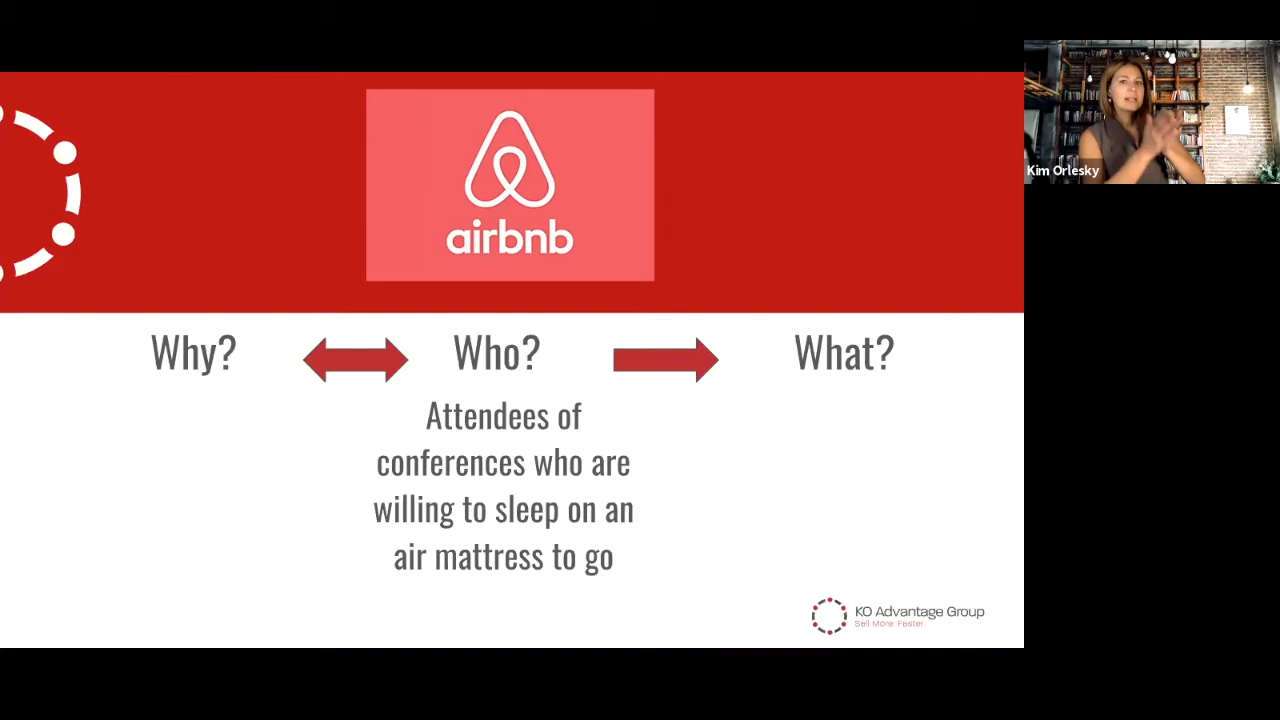 airbnb
Kim Orlesky
Why?
Who?
What?
Attendees of
conferences who are
willing to sleep on an
air mattress to go
KO Advantage Group
Sell More. Faster.